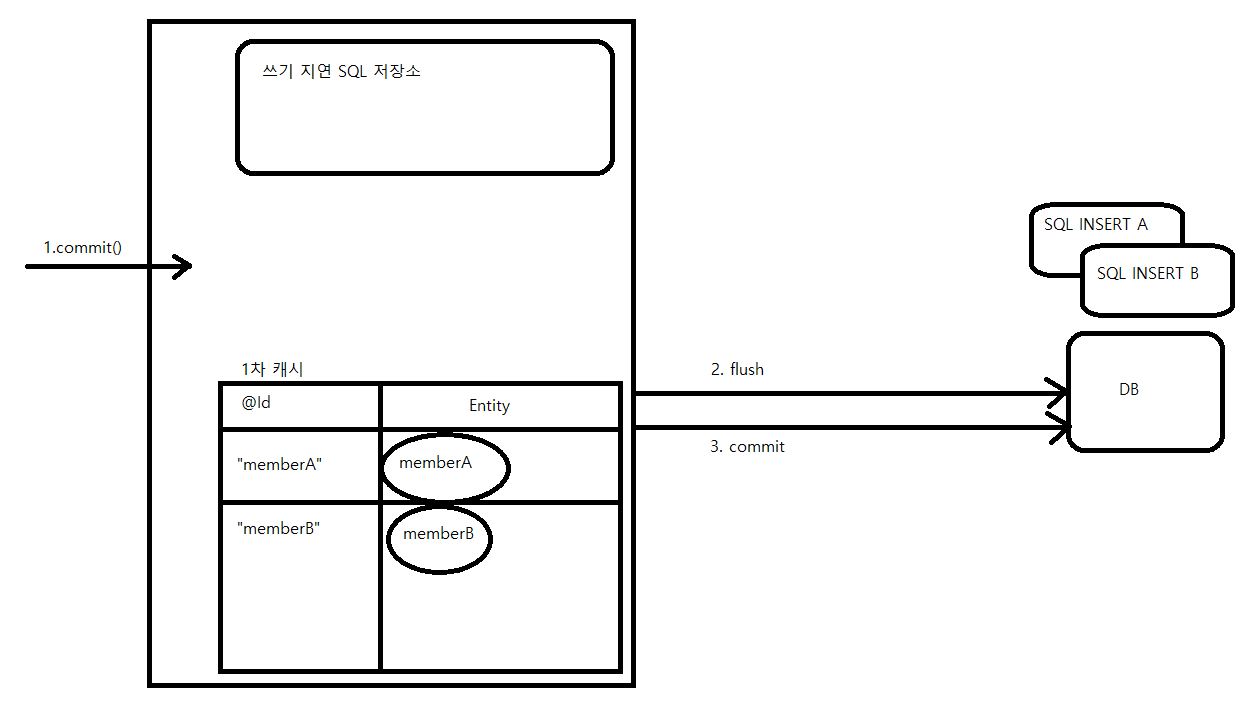 쓰기 지연 SQL 저장소
1.commit()
SQL INSERT A
SQL INSERT B
1차 캐시
@Id
Entity
"memberA"
memberA
"memberB"
memberB
2. flush
3. commit
DB